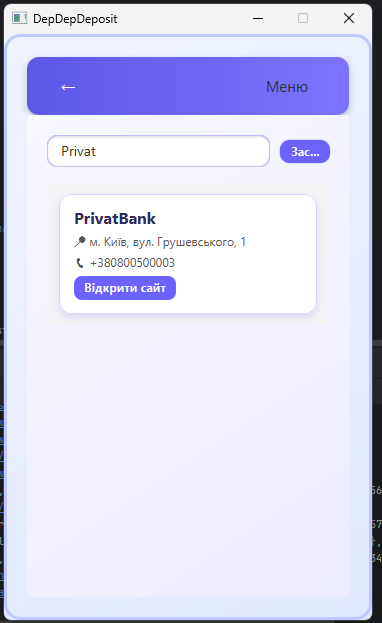 DepDepDeposit
← Меню
Privat
Зас...
PrivatBank
м. Київ, вул. Грушевського, 1
+380800500003
Відкрити сайт